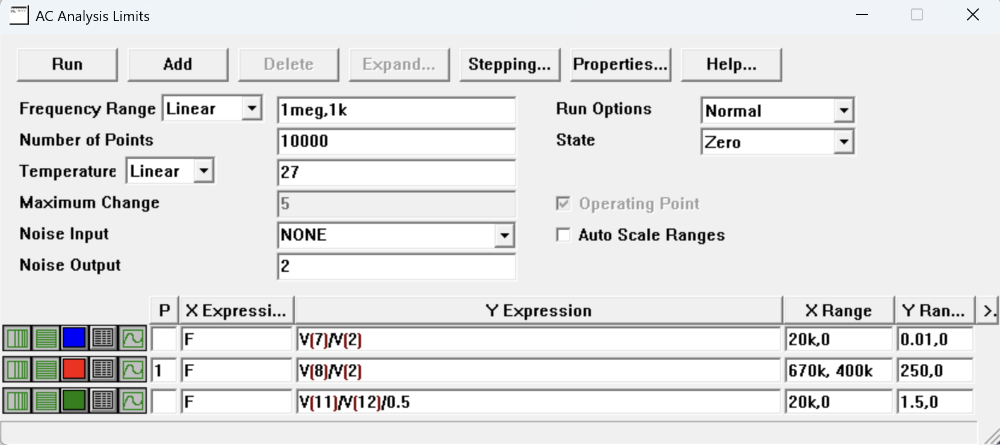 AC Analysis Limits
Run Add Delete Expand... Stepping... Properties... Help...
Frequency Range Linear 1meg,1k Run Options Normal
Number of Points 10000 State Zero
Temperature Linear 27
Maximum Change 5 Operating Point
Noise Input NONE Auto Scale Ranges
Noise Output 2
P X Expressi... Y Expression X Range Y Ran... >.
F V(7)/V(2) 20k,0 0.01,0
1 F V(8)/V(2) 670k, 400k 250,0
F V(11)/V(12)/0.5 20k,0 1.5,0